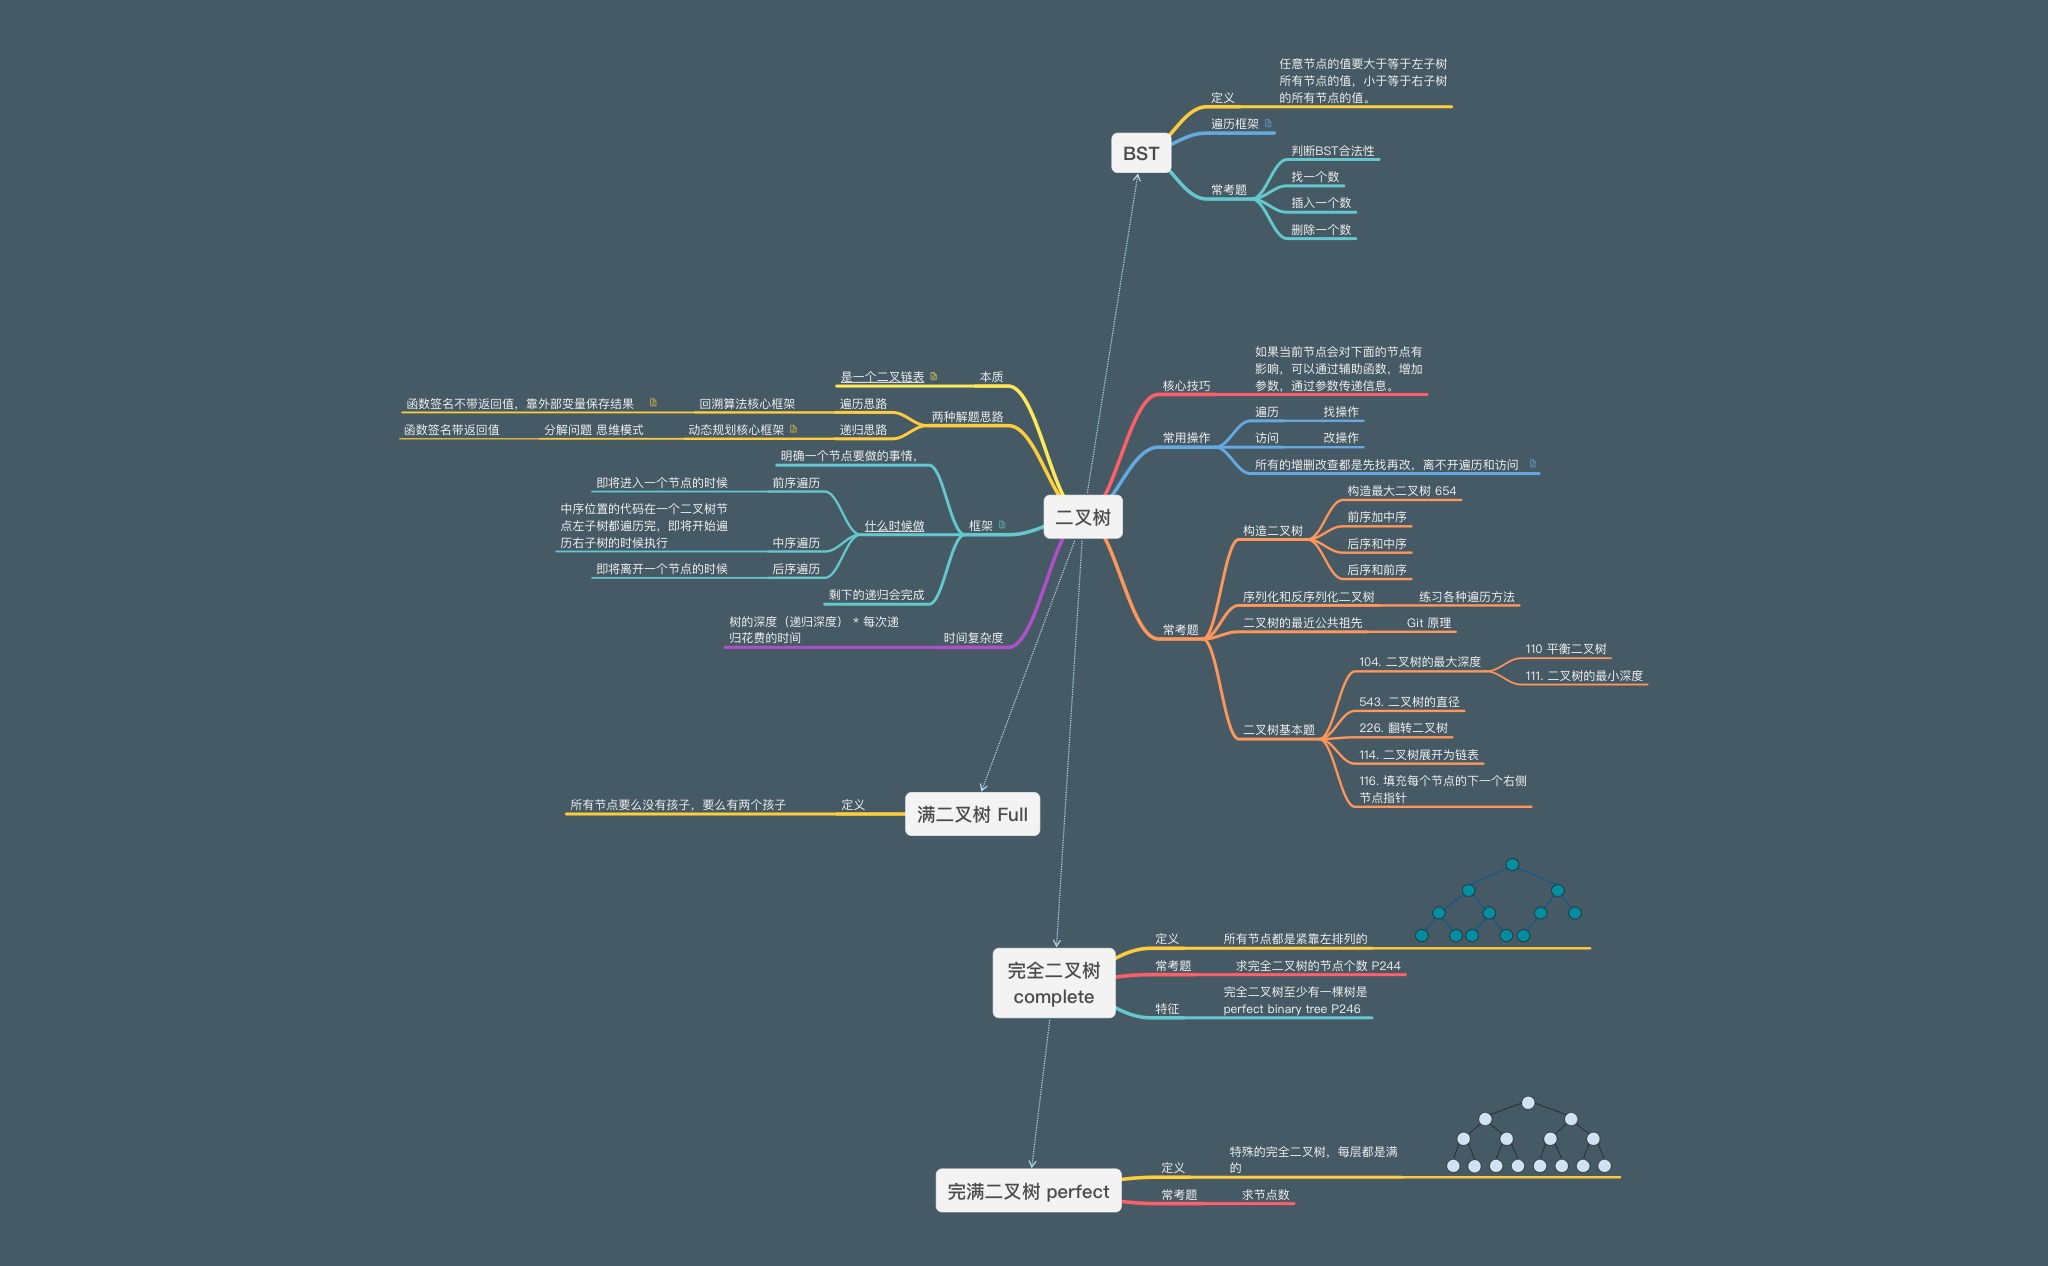 任意节点的值要大于等于左子树
所有节点的值，小于等于右子树
的所有节点的值。
定义
遍历框架
BST
判断BST合法性
找一个数
常考题
插入一个数
删除一个数
如果当前节点会对下面的节点有
影响，可以通过辅助函数，增加
参数，通过参数传递信息。
核心技巧
是一个二叉链表
本质
函数签名不带返回值，靠外部变量保存结果
回溯算法核心框架
遍历思路
两种解题思路
函数签名带返回值
分解问题 思维模式
动态规划核心框架
递归思路
遍历
找操作
常用操作
访问
改操作
所有的增删改查都是先找再改，离不开遍历和访问
明确一个节点要做的事情，
即将进入一个节点的时候
前序遍历
中序位置的代码在一个二叉树节
点左子树都遍历完，即将开始遍
历右子树的时候执行
中序遍历
什么时候做
框架
即将离开一个节点的时候
后序遍历
剩下的递归会完成
树的深度（递归深度） * 每次递
归花费的时间
时间复杂度
二叉树
构造最大二叉树 654
前序加中序
构造二叉树
后序和中序
后序和前序
序列化和反序列化二叉树
练习各种遍历方法
二叉树的最近公共祖先
Git 原理
常考题
104. 二叉树的最大深度
110 平衡二叉树
111. 二叉树的最小深度
543. 二叉树的直径
二叉树基本题
226. 翻转二叉树
114. 二叉树展开为链表
116. 填充每个节点的下一个右侧
节点指针
所有节点要么没有孩子，要么有两个孩子
定义
满二叉树 Full
定义
所有节点都是紧靠左排列的
完全二叉树
complete
常考题
求完全二叉树的节点个数 P244
完全二叉树至少有一棵树是
perfect binary tree P246
特征
特殊的完全二叉树，每层都是满
的
定义
完满二叉树 perfect
常考题
求节点数